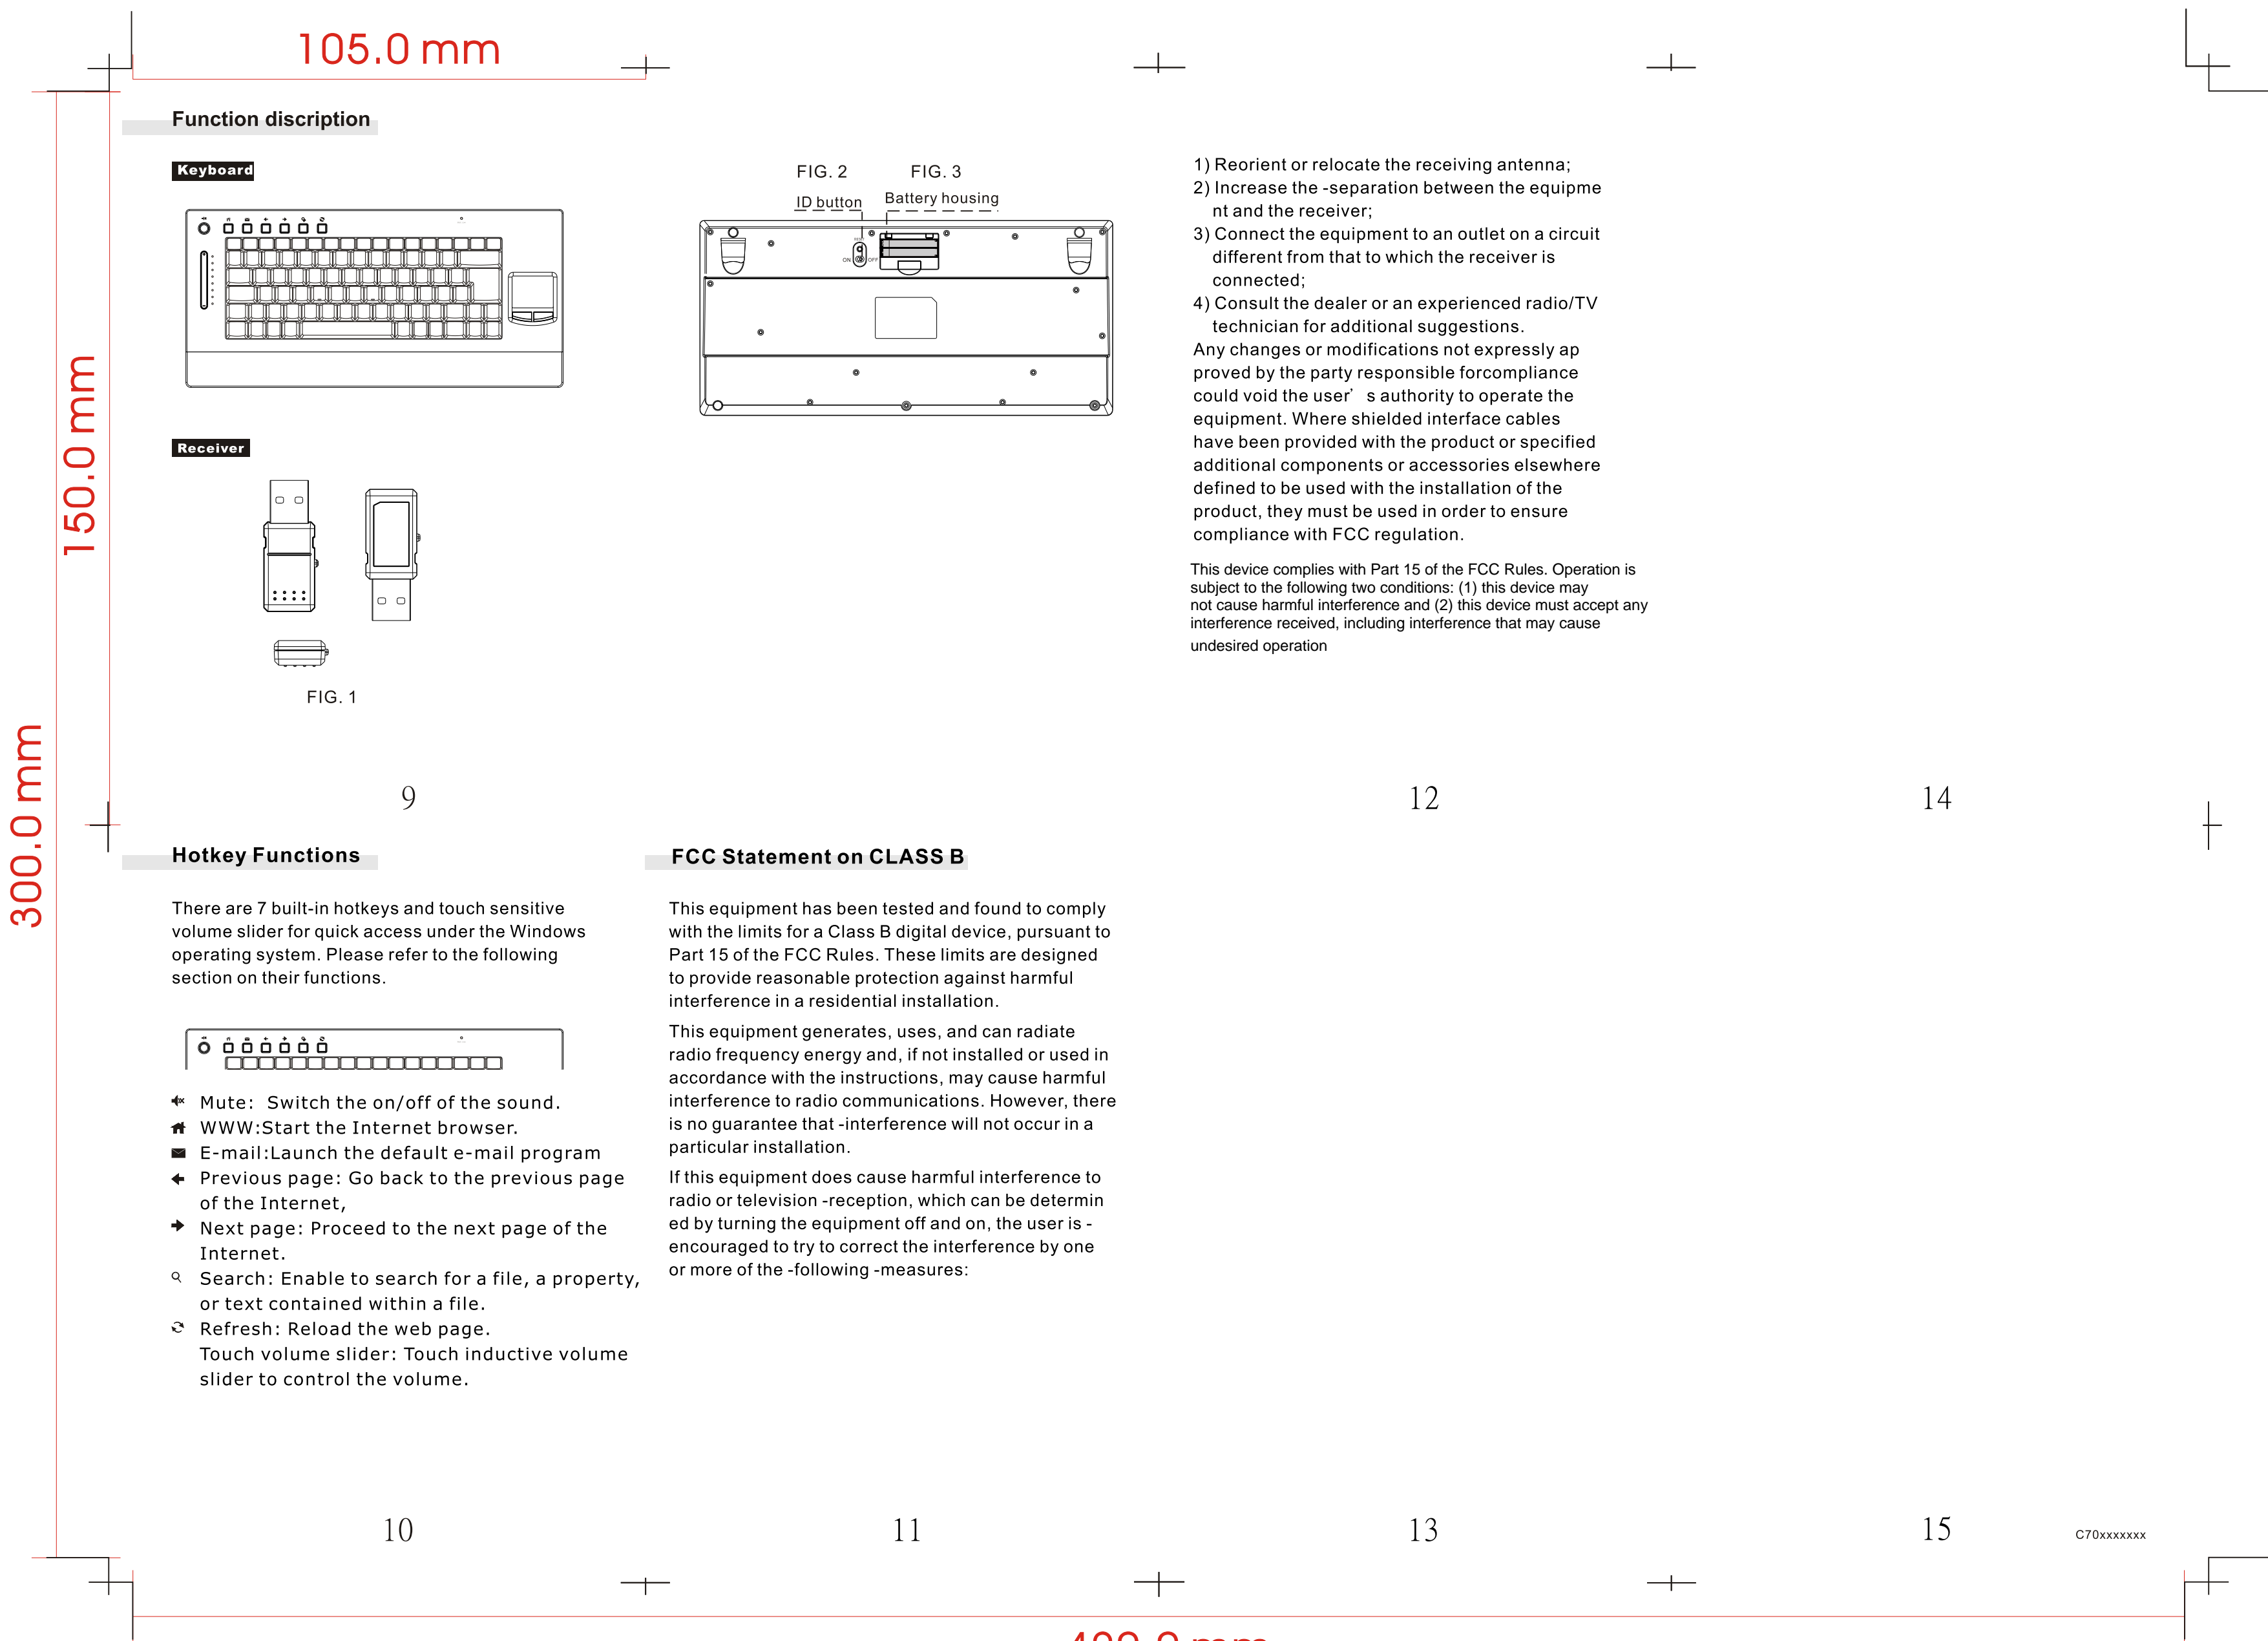 105.0 mm
150.0 mm
300.0 mm
Function discription
Keyboard
Receiver
FIG. 1
9
FIG. 2
FIG. 3
ID button
Battery housing
ON
OFF
1) Reorient or relocate the receiving antenna;
2) Increase the -separation between the equipme
nt and the receiver;
3) Connect the equipment to an outlet on a circuit
different from that to which the receiver is
connected;
4) Consult the dealer or an experienced radio/TV
technician for additional suggestions.
Any changes or modifications not expressly ap
proved by the party responsible forcompliance
could void the user’ s authority to operate the
equipment. Where shielded interface cables
have been provided with the product or specified
additional components or accessories elsewhere
defined to be used with the installation of the
product, they must be used in order to ensure
compliance with FCC regulation.
This device complies with Part 15 of the FCC Rules. Operation is
subject to the following two conditions: (1) this device may
not cause harmful interference and (2) this device must accept any
interference received, including interference that may cause
undesired operation
12
14
Hotkey Functions
There are 7 built-in hotkeys and touch sensitive
volume slider for quick access under the Windows
operating system. Please refer to the following
section on their functions.
Mute:  Switch the on/off of the sound.
WWW:Start the Internet browser.
E-mail:Launch the default e-mail program
Previous page: Go back to the previous page
of the Internet,
Next page: Proceed to the next page of the
Internet.
Search: Enable to search for a file, a property,
or text contained within a file.
Refresh: Reload the web page.
Touch volume slider: Touch inductive volume
slider to control the volume.
10
FCC Statement on CLASS B
This equipment has been tested and found to comply
with the limits for a Class B digital device, pursuant to
Part 15 of the FCC Rules. These limits are designed
to provide reasonable protection against harmful
interference in a residential installation.
This equipment generates, uses, and can radiate
radio frequency energy and, if not installed or used in
accordance with the instructions, may cause harmful
interference to radio communications. However, there
is no guarantee that -interference will not occur in a
particular installation.
If this equipment does cause harmful interference to
radio or television -reception, which can be determin
ed by turning the equipment off and on, the user is -
encouraged to try to correct the interference by one
or more of the -following -measures:
11
13
15
C70xxxxxxx